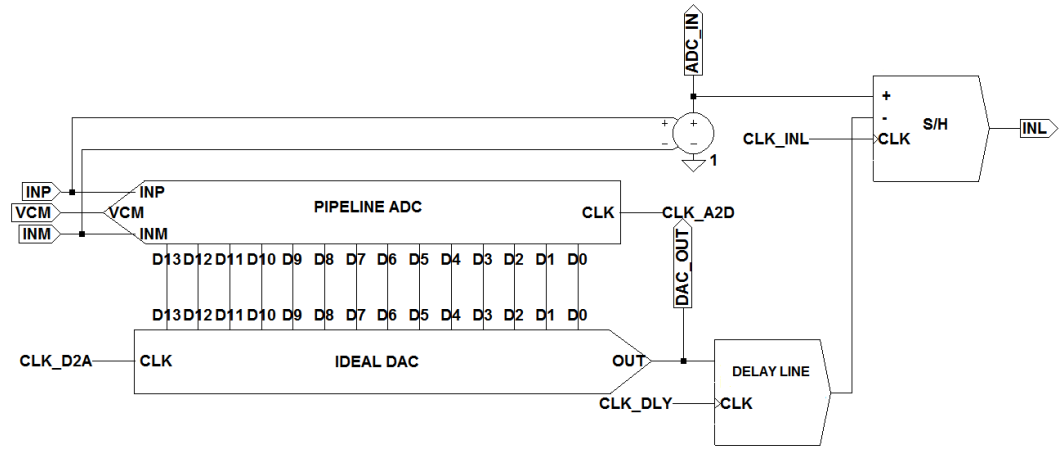 ADC_IN
+
+
+
-
S/H
INL
−
−
CLK_INL
CLK
1
INP
INP
VCM
VCM
PIPELINE ADC
CLK
CLK_A2D
INM
INM
D13 D12 D11 D10 D9 D8 D7 D6 D5 D4 D3 D2 D1 D0
DAC_OUT
D13 D12 D11 D10 D9 D8 D7 D6 D5 D4 D3 D2 D1 D0
CLK_D2A
CLK
IDEAL DAC
OUT
DELAY LINE
CLK_DLY
CLK